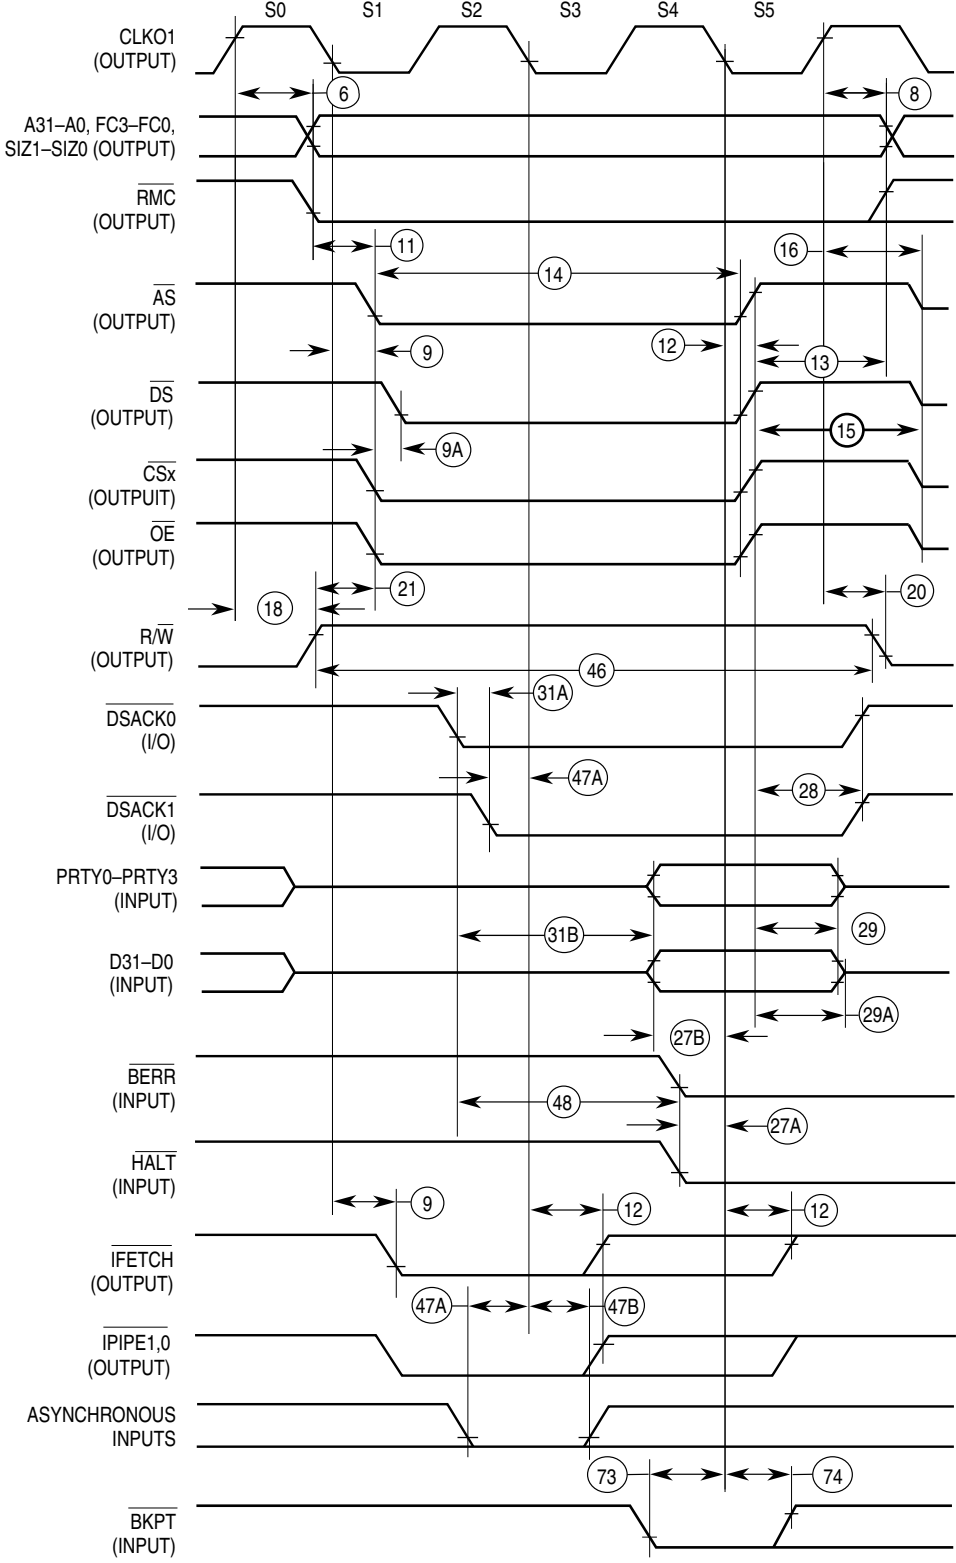 S0 S1 S2 S3 S4 S5
CLKO1
(OUTPUT)
6
8
A31–A0, FC3–FC0,
SIZ1–SIZ0 (OUTPUT)
RMC
(OUTPUT)
11
16
14
AS
(OUTPUT)
9
12
13
DS
(OUTPUT)
15
9A
CSx
(OUTPUIT)
OE
(OUTPUT)
21
20
18
R/W
(OUTPUT)
46
31A
DSACK0
(I/O)
47A
28
DSACK1
(I/O)
PRTY0–PRTY3
(INPUT)
31B
29
D31–D0
(INPUT)
29A
27B
BERR
(INPUT)
48
27A
HALT
(INPUT)
9
12
12
IFETCH
(OUTPUT)
47A
47B
IPIPE1,0
(OUTPUT)
ASYNCHRONOUS
INPUTS
73
74
BKPT
(INPUT)